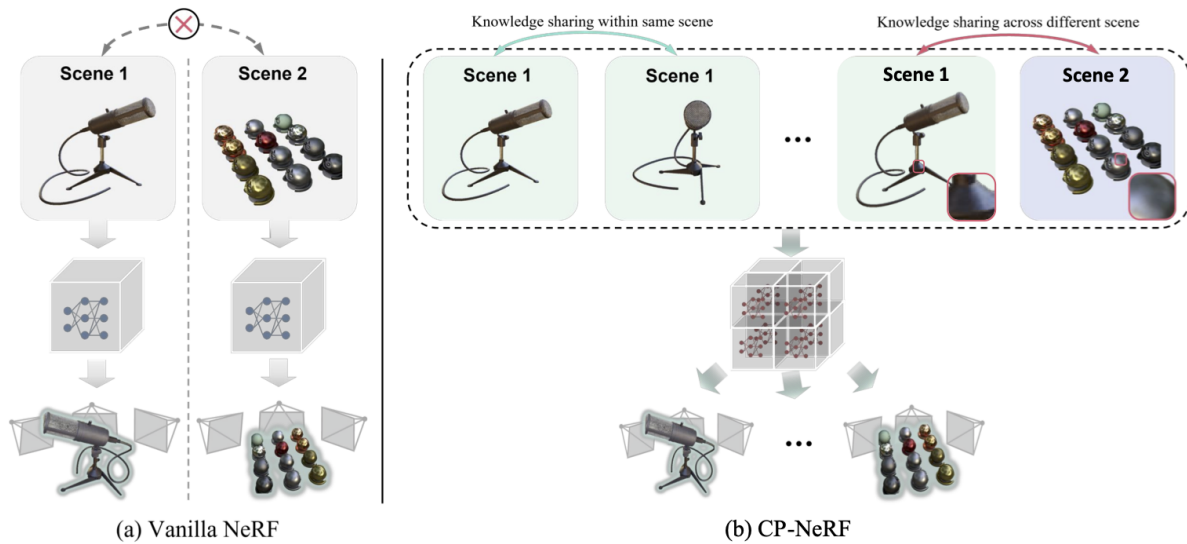 Knowledge sharing within same scene
Knowledge sharing across different scene
Scene 1
Scene 2
Scene 1
Scene 1
...
Scene 1
Scene 2
...
(a) Vanilla NeRF
(b) CP-NeRF